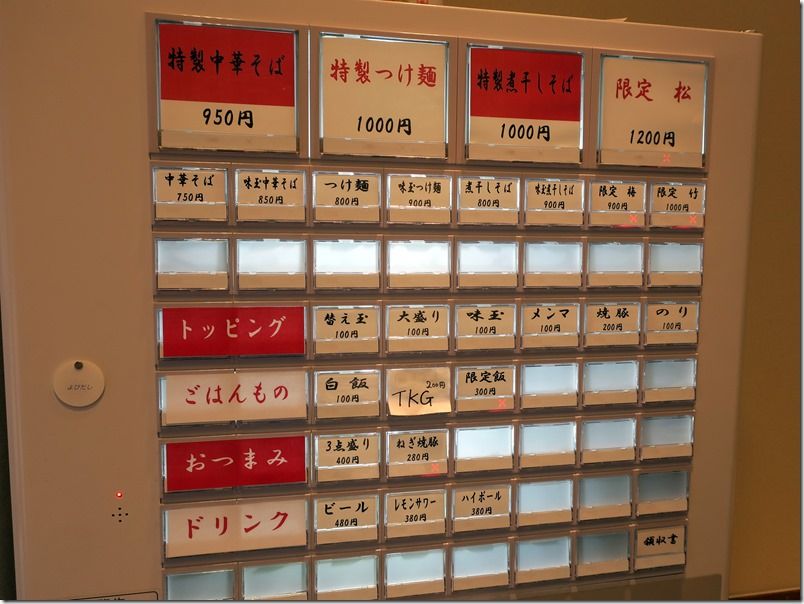 特製中華そば
950円
特製つけ麺
1000円
特製煮干しそば
1000円
限定 松
1200円
中華そば
750円
味玉中華そば
850円
つけ麺
800円
味玉つけ麺
900円
煮干しそば
800円
味玉煮干しそば
900円
限定 梅
900円
限定 竹
1000円
トッピング
替え玉
100円
大盛り
100円
味玉
100円
メンマ
100円
焼豚
200円
のり
100円
よびだし
ごはんもの
白飯
100円
200円
TKG
限定飯
300円
おつまみ
3点盛り
400円
ねぎ焼豚
280円
ドリンク
ビール
480円
レモンサワー
380円
ハイボール
380円
領収書